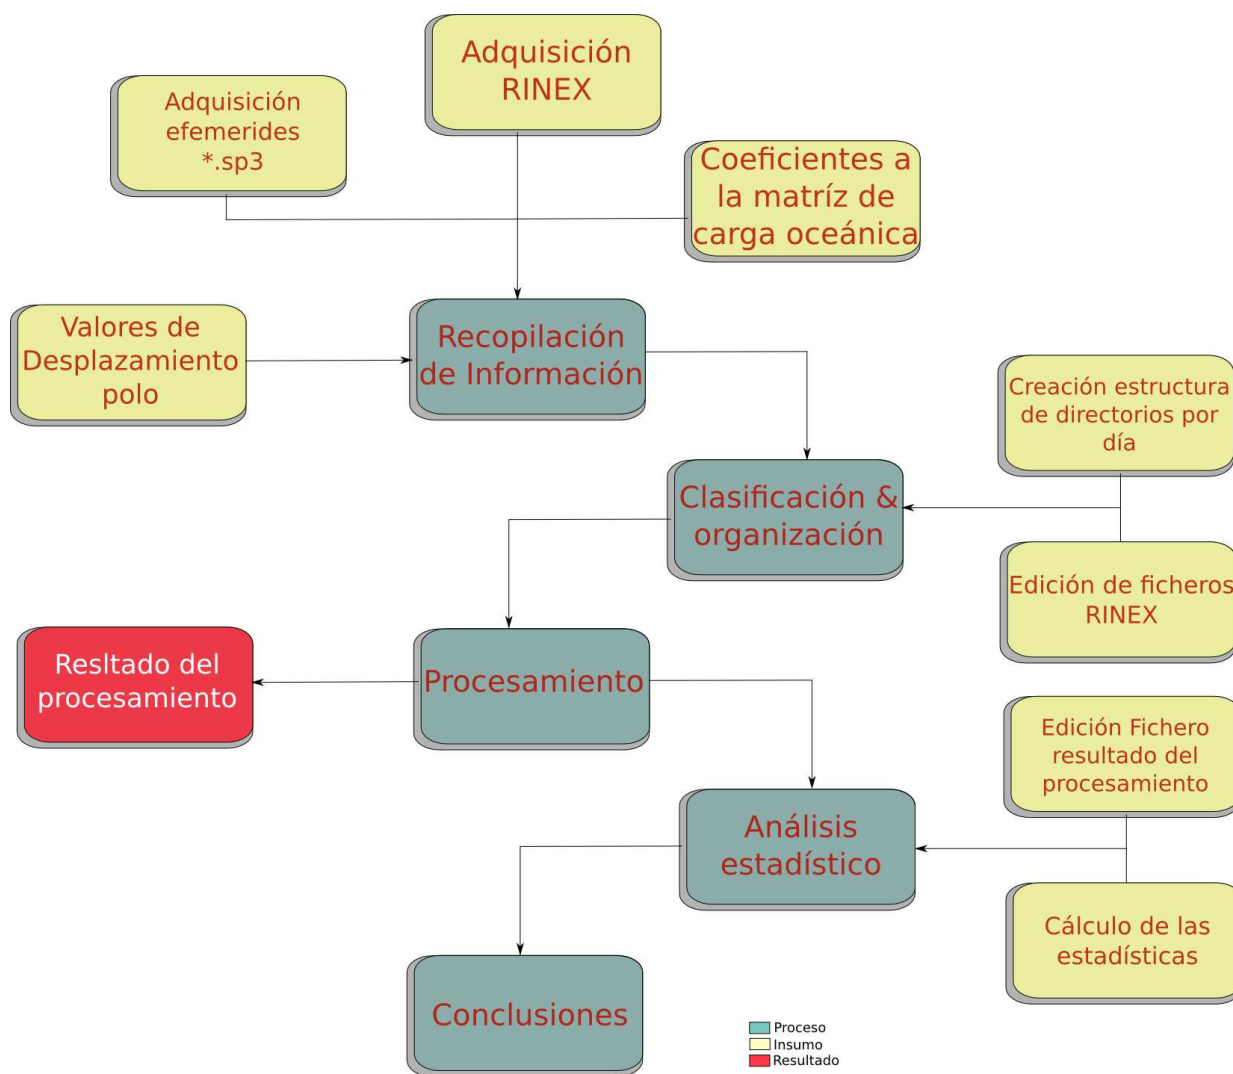 Adquisición
RINEX
Adquisición
efemerides
*.sp3
Coeficientes a
la matríz de
carga oceánica
Valores de
Desplazamiento
polo
Recopilación
de Información
Creación estructura
de directorios por
día
Clasificación &
organización
Edición de ficheros
RINEX
Resltado del
procesamiento
Procesamiento
Edición Fichero
resultado del
procesamiento
Análisis
estadístico
Cálculo de las
estadísticas
Conclusiones
Proceso
Insumo
Resultado